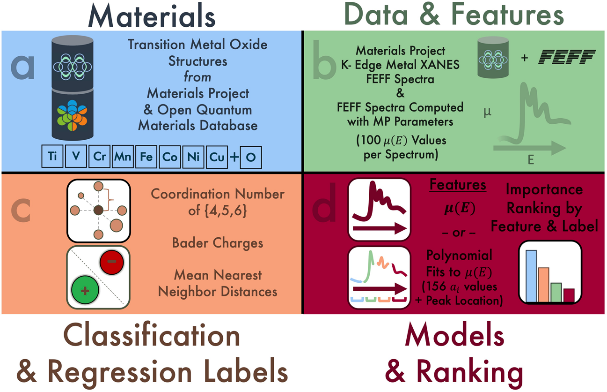 Materials
Data & Features
a
Transition Metal Oxide
Structures
from
Materials Project
& Open Quantum
Materials Database
Ti V Cr Mn Fe Co Ni Cu + O
b
Materials Project
K- Edge Metal XANES
FEFF Spectra
&
FEFF Spectra Computed
with MP Parameters
(100 μ(E) Values
per Spectrum)
+ FEFF
μ
E
c
Coordination Number
of {4,5,6}
Bader Charges
Mean Nearest
Neighbor Distances
− 
+
d
Features
μ(E)
– or –
Polynomial
Fits to μ(E)
(156 aᵢ values
+ Peak Location)
Importance
Ranking by
Feature & Label
Classification
& Regression Labels
Models
& Ranking